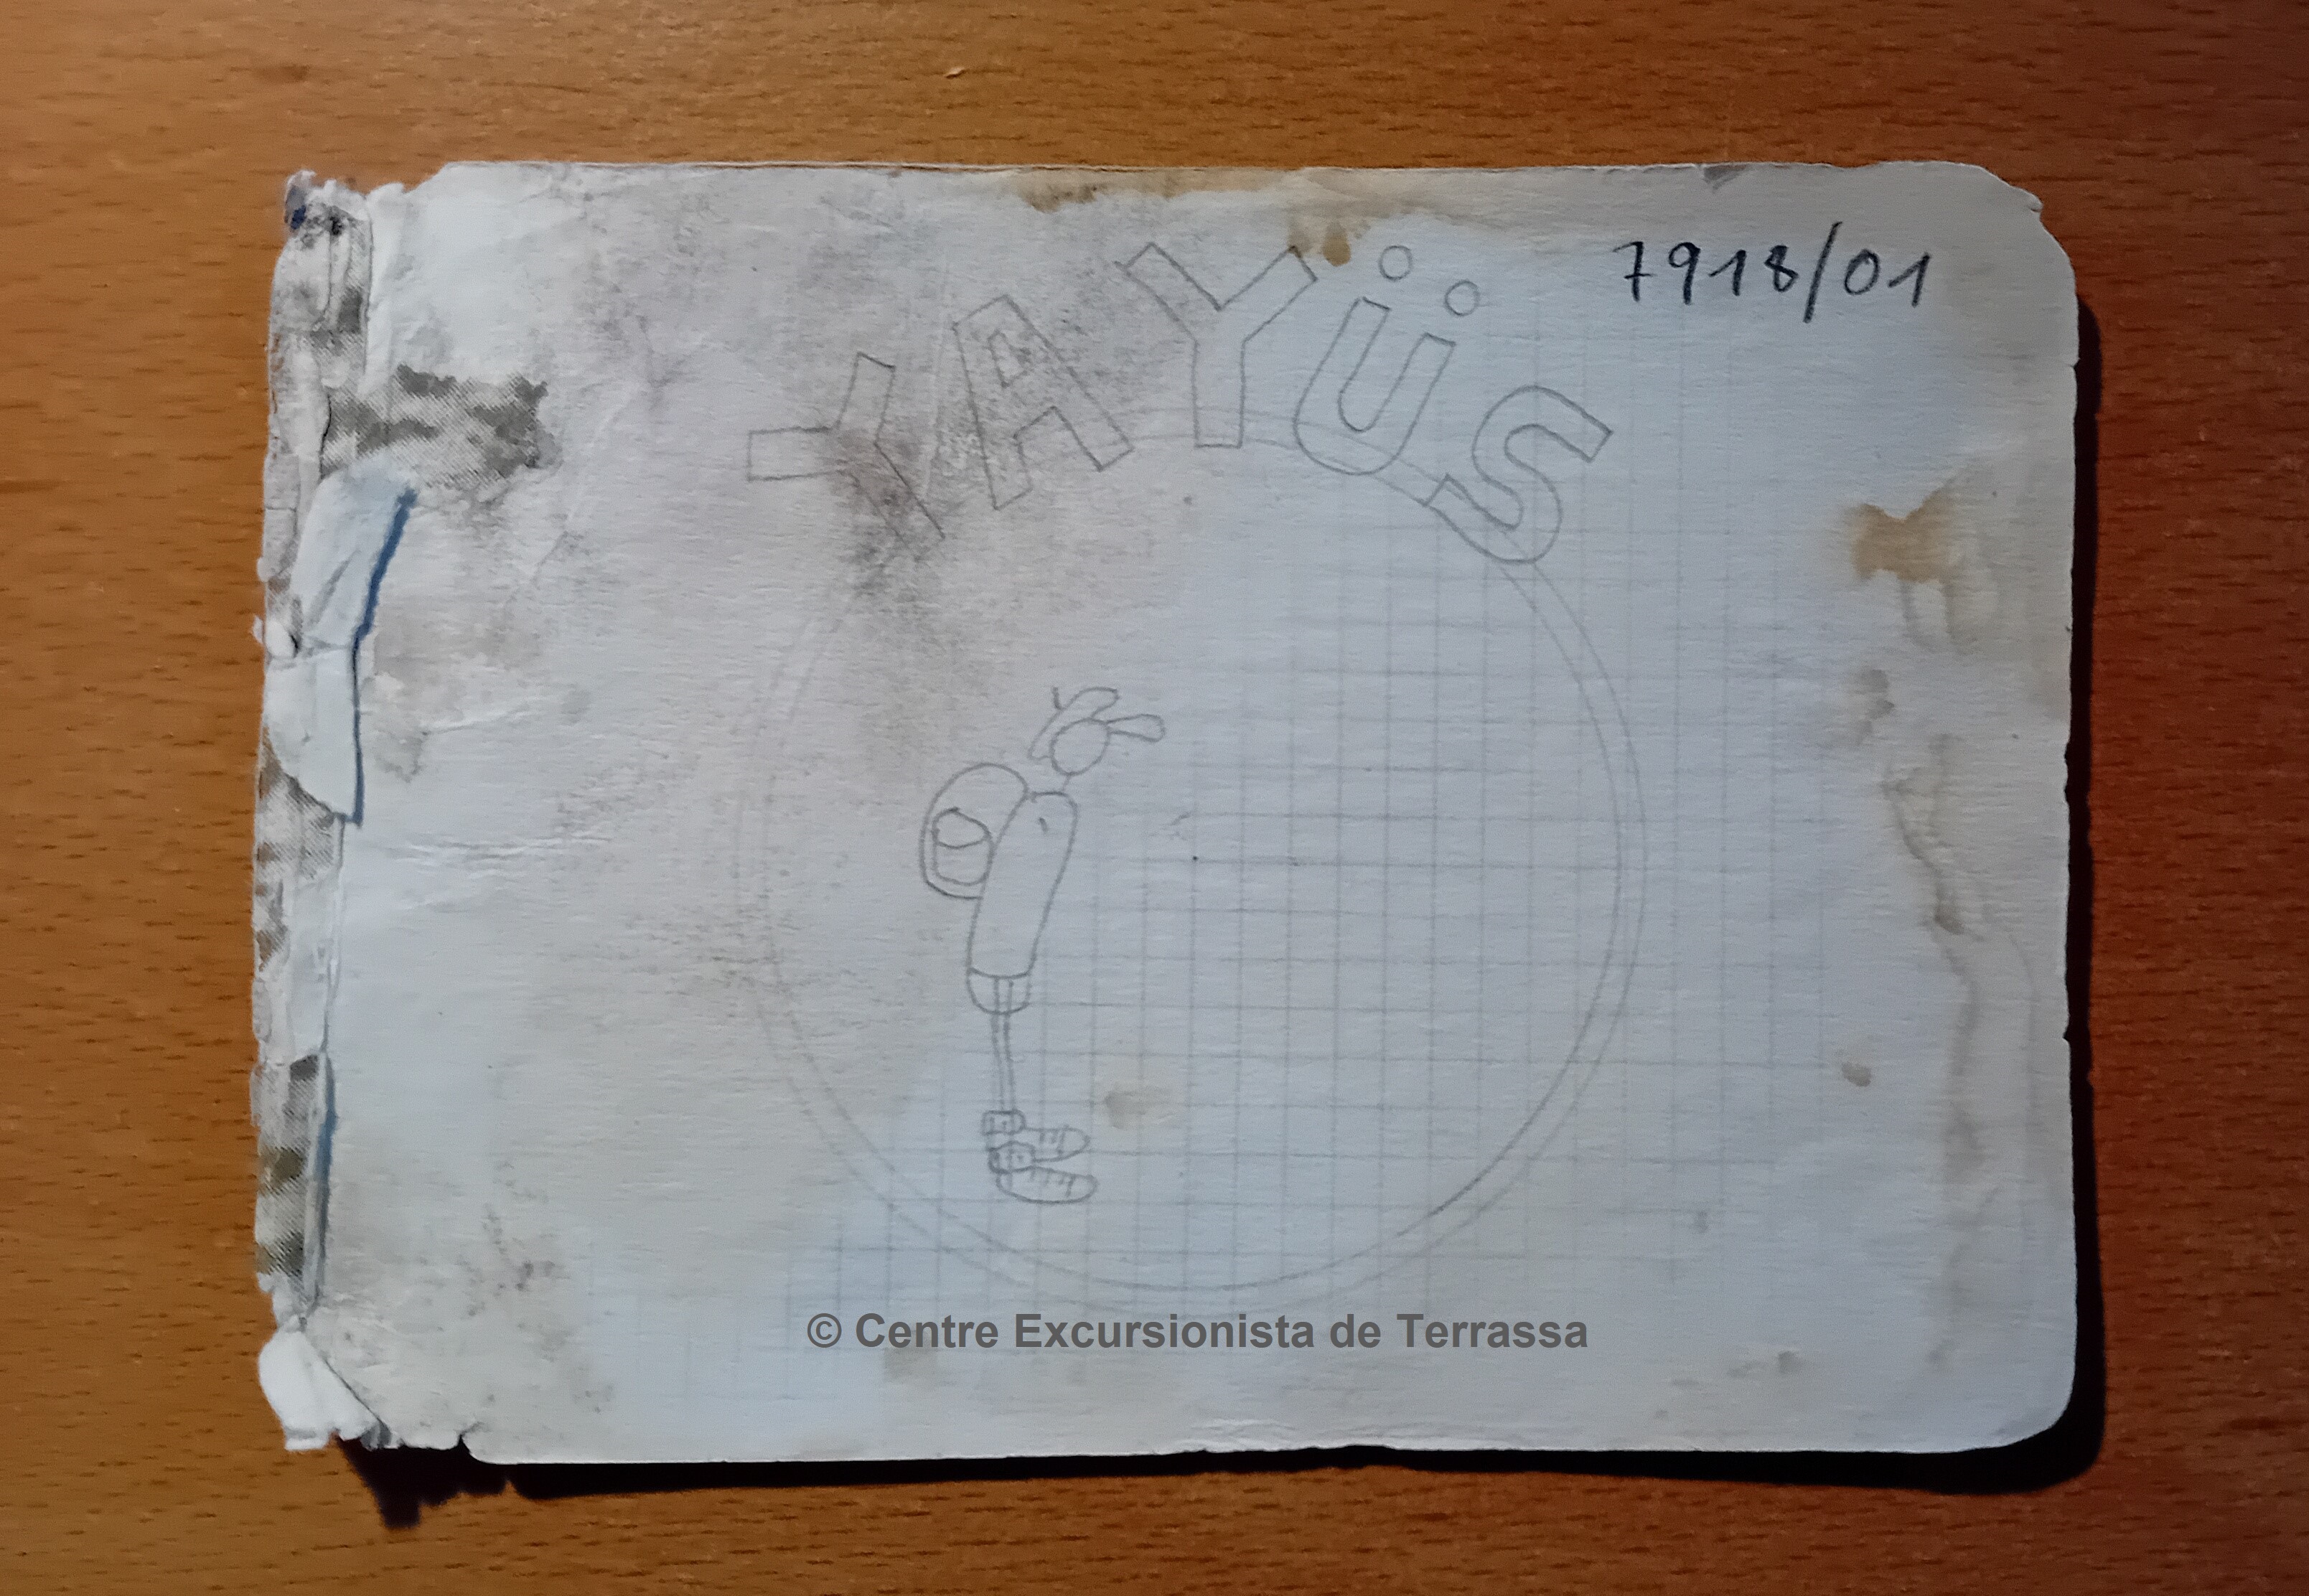 YAYÜS
7918/01
© Centre Excursionista de Terrassa